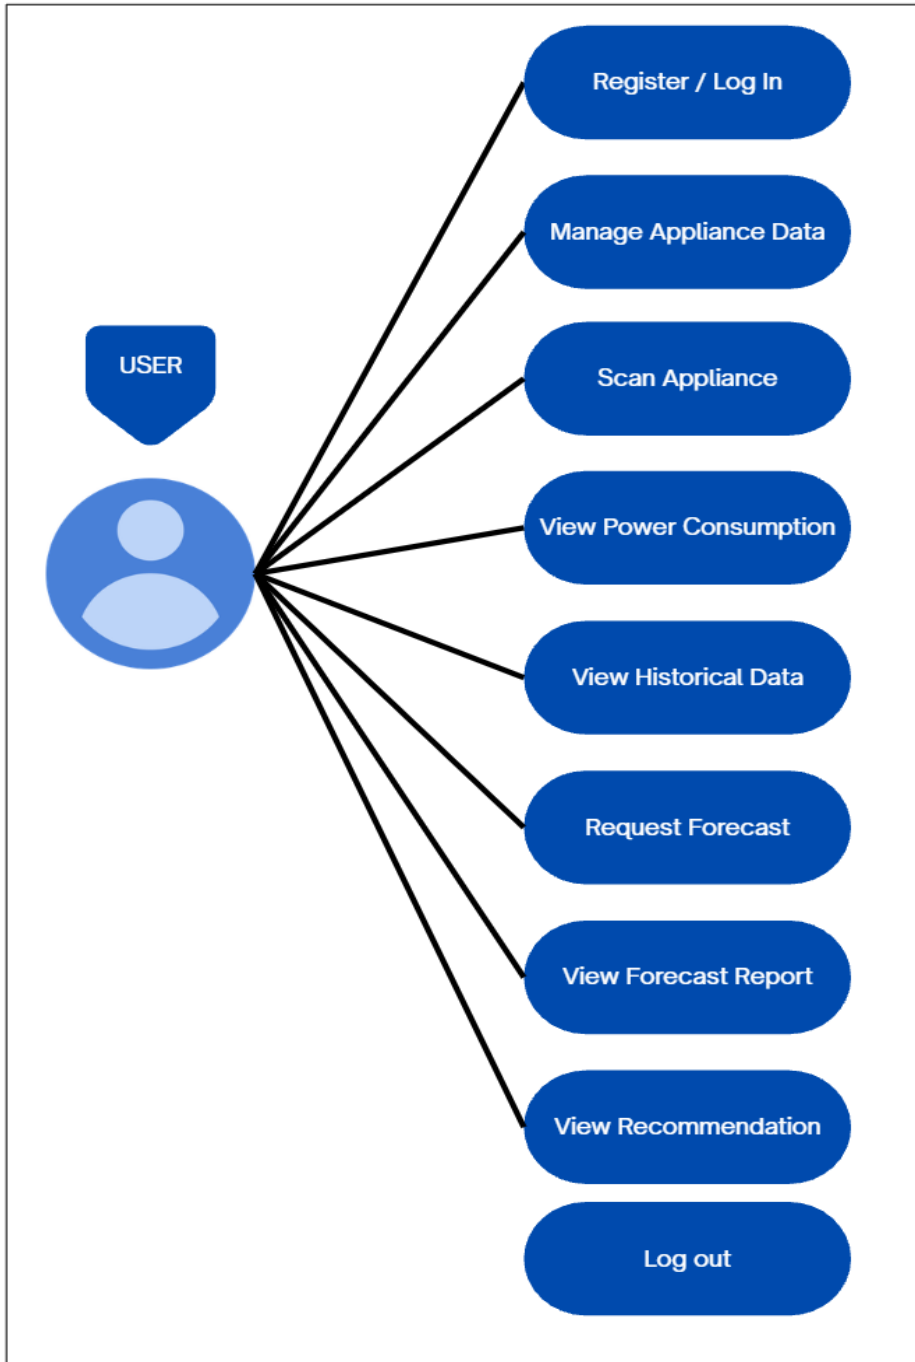 Register / Log In
Manage Appliance Data
USER
Scan Appliance
View Power Consumption
View Historical Data
Request Forecast
View Forecast Report
View Recommendation
Log out